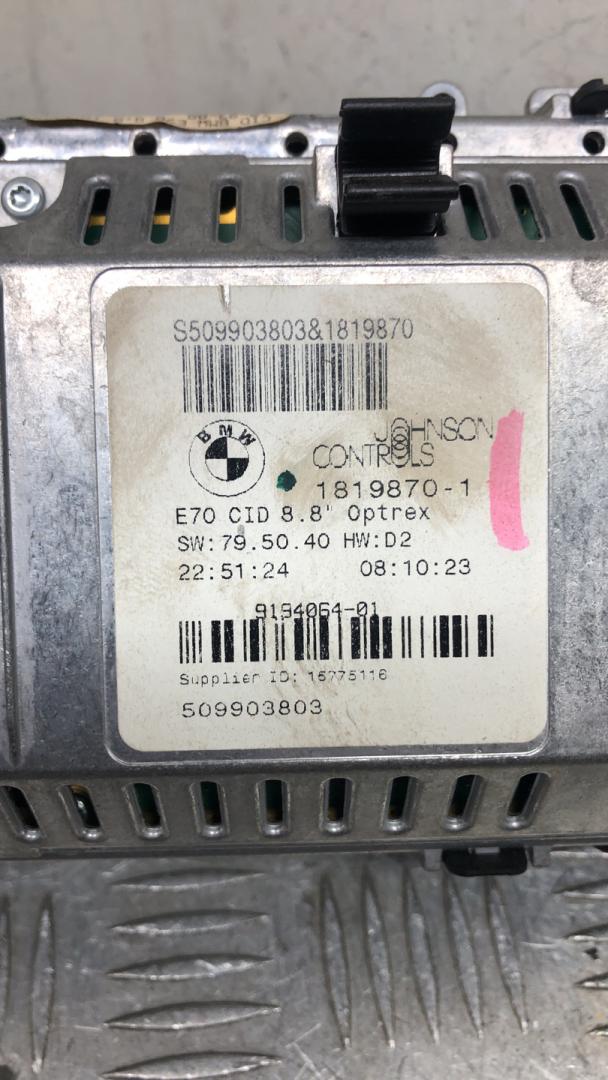 S509903803&1819870
BMW
JOHNSON
CONTROLS
1819870-1
E70 CID 8.8" Optrex
SW:79.50.40 HW:D2
22:51:24 08:10:23
9194064-01
Supplier ID: 15775116
509903803